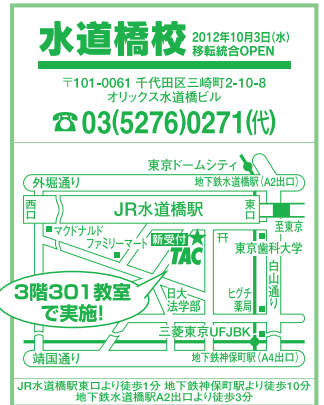 水道橋校
2012年10月3日(水)
移転統合OPEN
〒101-0061 千代田区三崎町2-10-8
オリックス水道橋ビル
☎03(5276)0271(代)
東京ドームシティ
外堀通り
地下鉄水道橋駅(A2出口)
西口
JR水道橋駅
東口
至東京
マクドナルド
ファミリーマート
新受付
TAC
東京歯科大学
白山通り
3階301教室
で実施!
日大
法学部
ヒグチ
薬局
三菱東京UFJBK
靖国通り
地下鉄神保町駅(A4出口)
JR水道橋駅東口より徒歩1分 地下鉄神保町駅より徒歩10分
地下鉄水道橋駅A2出口より徒歩3分